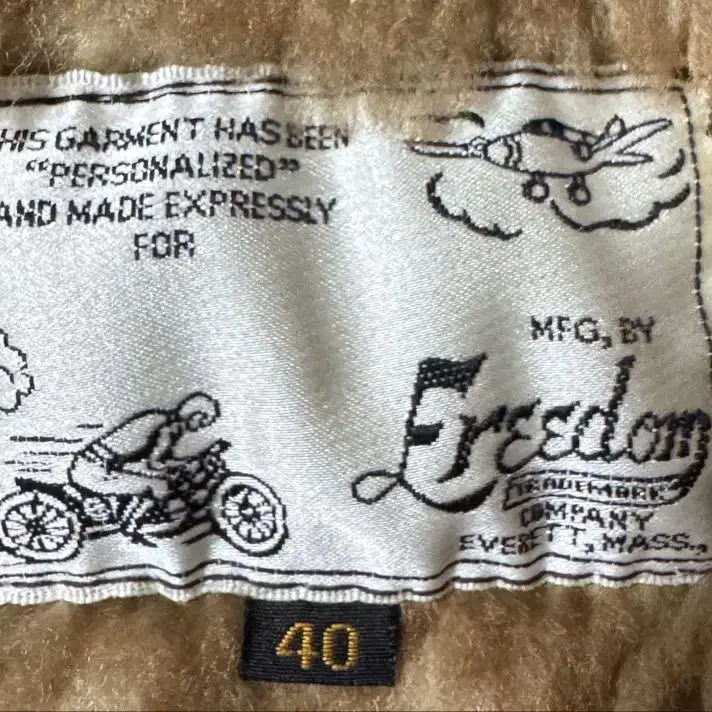 HIS GARMENT HAS BEEN
"PERSONALIZED"
AND MADE EXPRESSLY
FOR
MFG, BY
Freedom
TRADEMARK
COMPANY
EVERETT, MASS.,
40